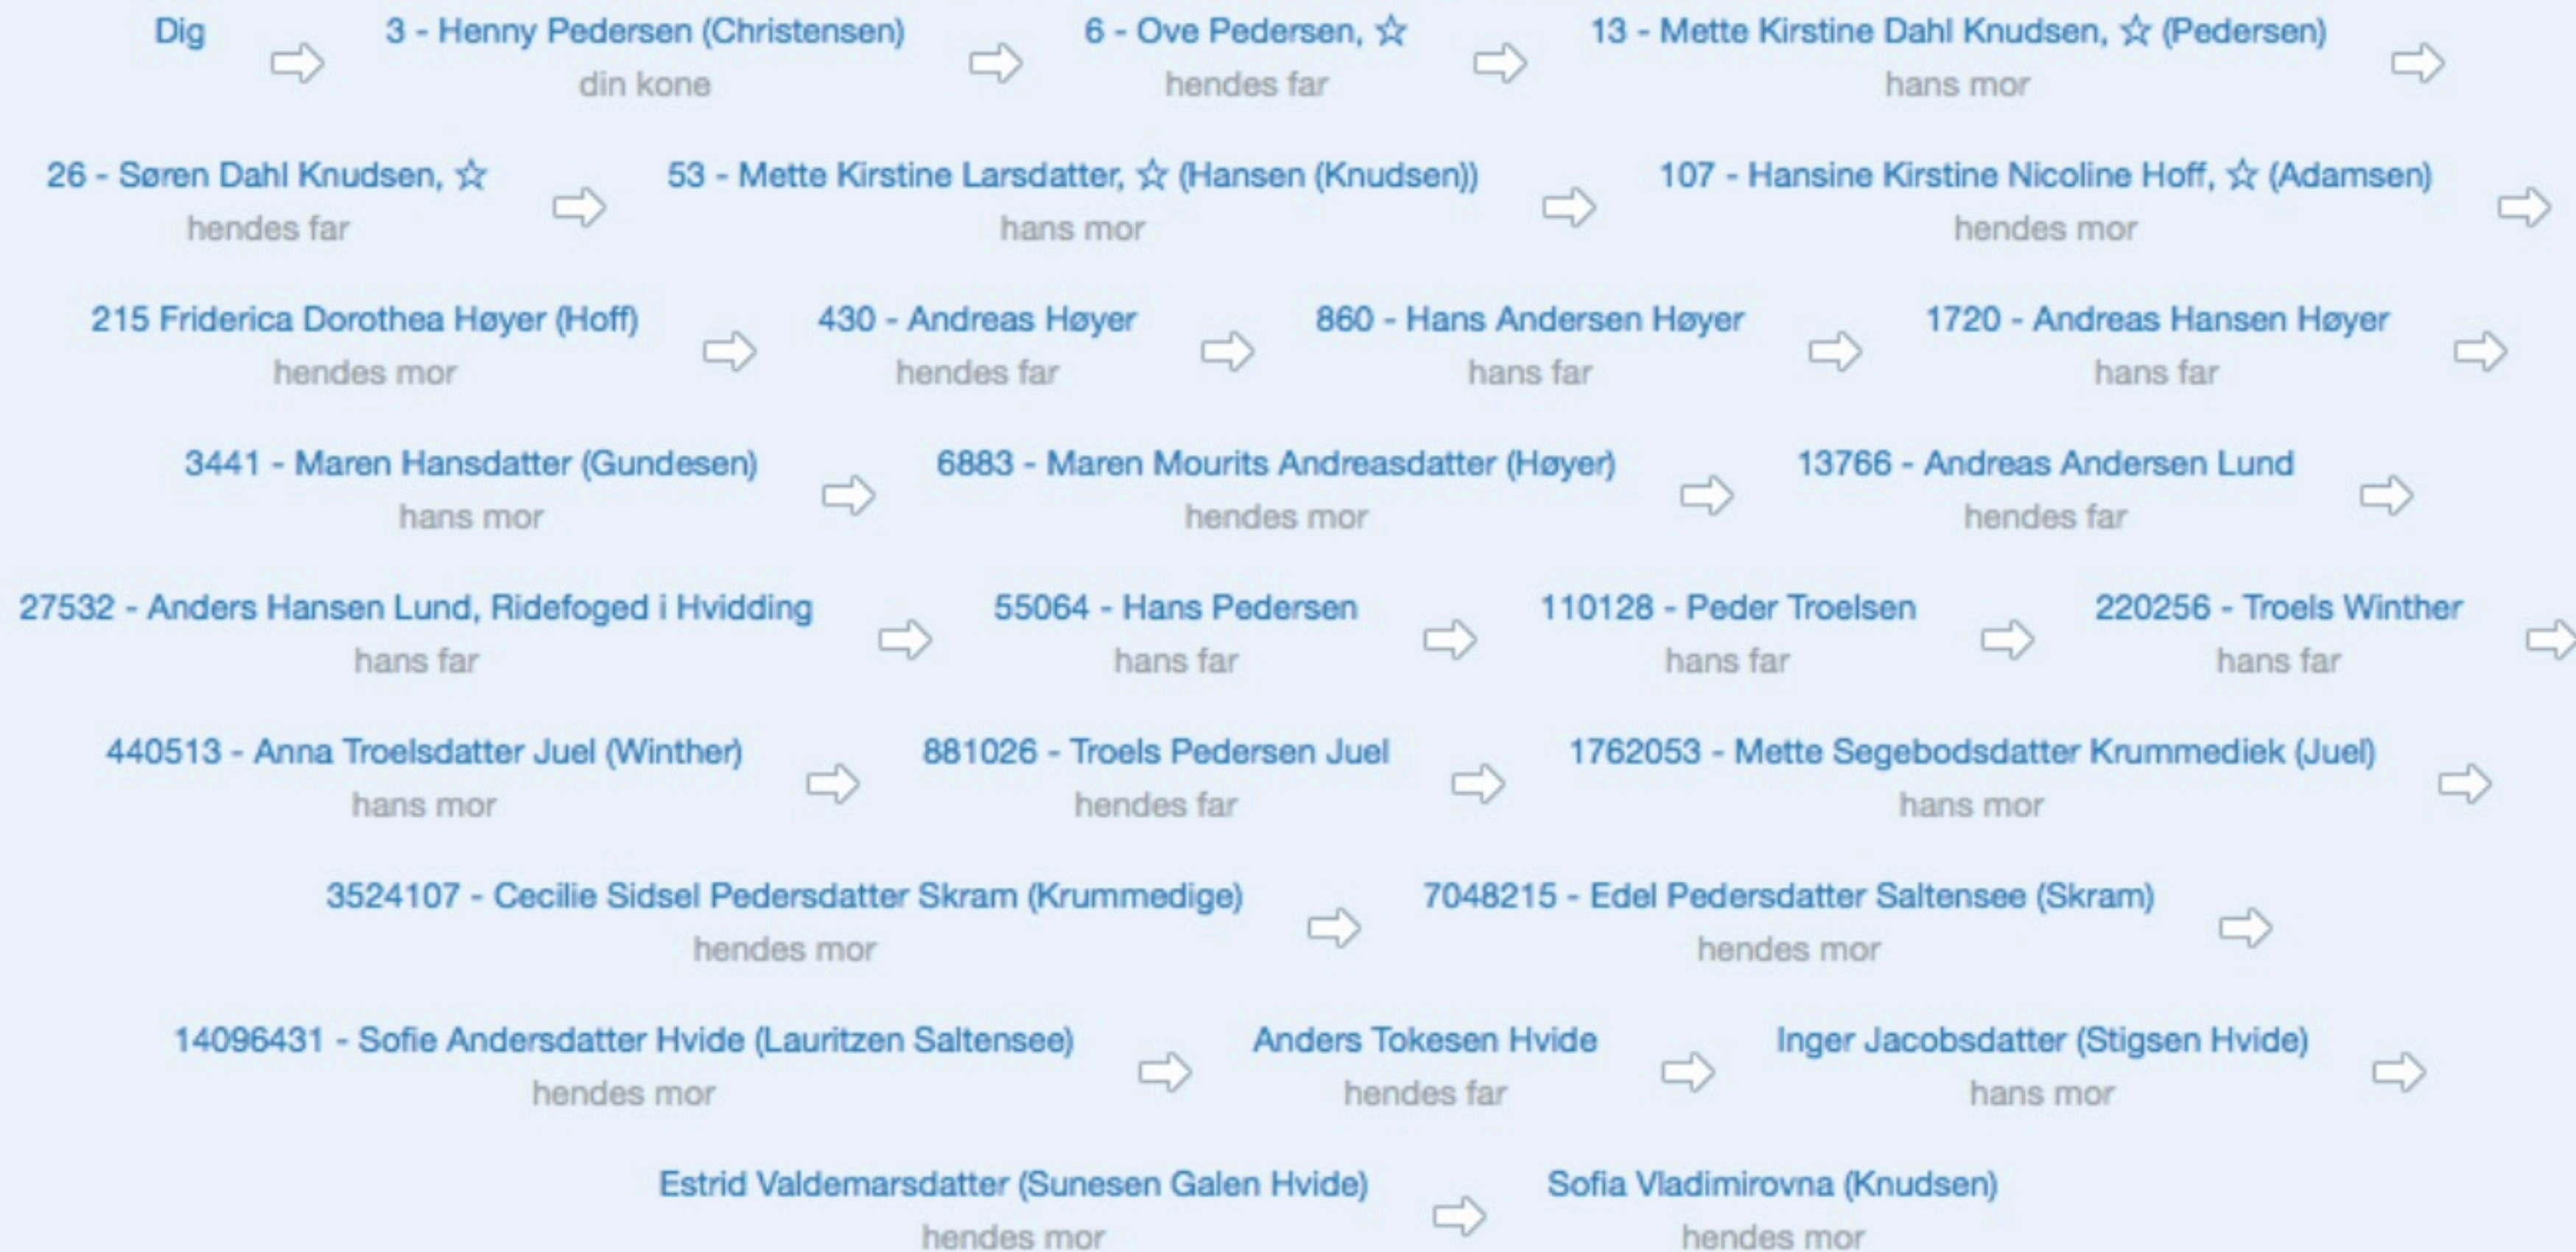 Dig 3 - Henny Pedersen (Christensen) 6 - Ove Pedersen, ☆ 13 - Mette Kirstine Dahl Knudsen, ☆ (Pedersen)
din kone hendes far hans mor
26 - Søren Dahl Knudsen, ☆ 53 - Mette Kirstine Larsdatter, ☆ (Hansen (Knudsen)) 107 - Hansine Kirstine Nicoline Hoff, ☆ (Adamsen)
hendes far hans mor hendes mor
215 Friderica Dorothea Høyer (Hoff) 430 - Andreas Høyer 860 - Hans Andersen Høyer 1720 - Andreas Hansen Høyer
hendes mor hendes far hans far hans far
3441 - Maren Hansdatter (Gundesen) 6883 - Maren Mourits Andreasdatter (Høyer) 13766 - Andreas Andersen Lund
hans mor hendes mor hendes far
27532 - Anders Hansen Lund, Ridefoged i Hvidding 55064 - Hans Pedersen 110128 - Peder Troelsen 220256 - Troels Winther
hans far hans far hans far hans far
440513 - Anna Troelsdatter Juel (Winther) 881026 - Troels Pedersen Juel 1762053 - Mette Segebodsdatter Krummediek (Juel)
hans mor hendes far hans mor
3524107 - Cecilie Sidsel Pedersdatter Skram (Krummedige) 7048215 - Edel Pedersdatter Saltensee (Skram)
hendes mor hendes mor
14096431 - Sofie Andersdatter Hvide (Lauritzen Saltensee) Anders Tokesen Hvide Inger Jacobsdatter (Stigsen Hvide)
hendes mor hendes far hans mor
Estrid Valdemarsdatter (Sunesen Galen Hvide) Sofia Vladimirovna (Knudsen)
hendes mor hendes mor